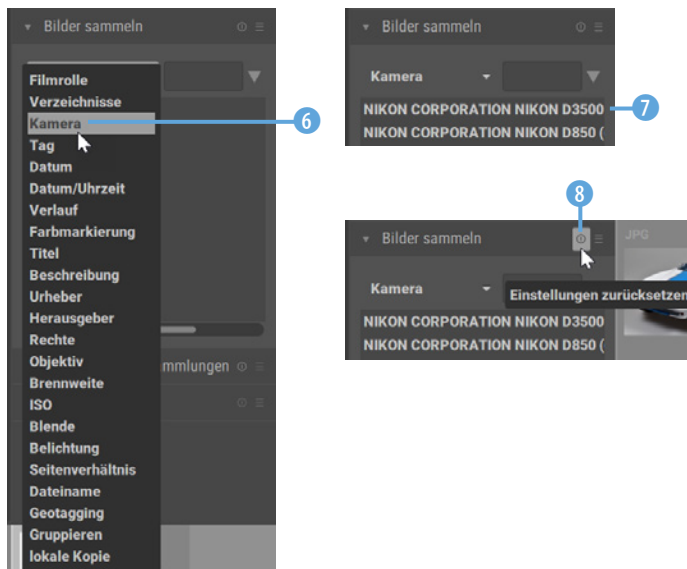 Bilder sammeln
Filmrolle
Verzeichnisse
Kamera
Tag
Datum
Datum/Uhrzeit
Verlauf
Farbmarkierung
Titel
Beschreibung
Urheber
Herausgeber
Rechte
Objektiv
Brennweite
ISO
Blende
Belichtung
Seitenverhältnis
Dateiname
Geotagging
Gruppieren
lokale Kopie
mmlungen
6
Bilder sammeln
Kamera
NIKON CORPORATION NIKON D3500
NIKON CORPORATION NIKON D850 (
7
8
Bilder sammeln
JPG
Kamera
Einstellungen zurücksetzen
NIKON CORPORATION NIKON D3500
NIKON CORPORATION NIKON D850 (